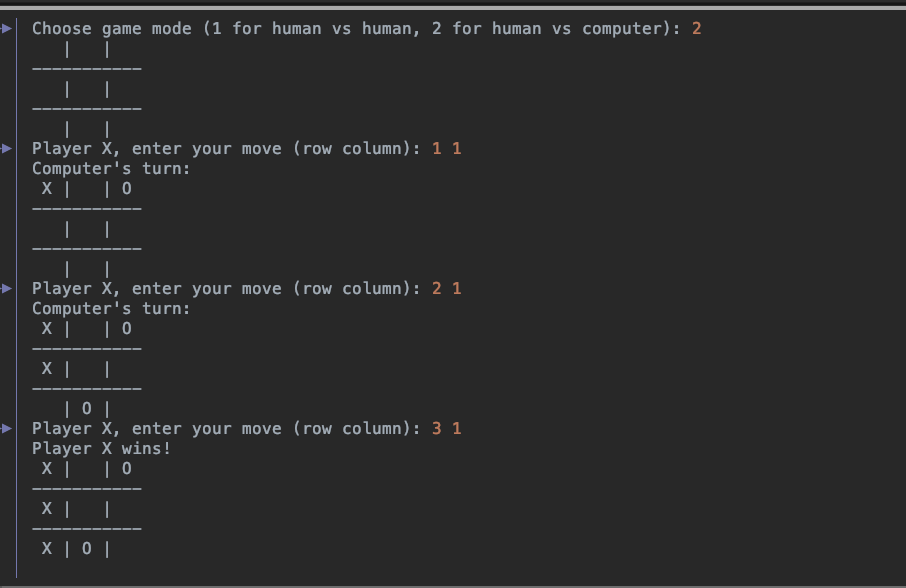 Choose game mode (1 for human vs human, 2 for human vs computer): 2
   |   |
-----------
   |   |
-----------
   |   |
Player X, enter your move (row column): 1 1
Computer's turn:
 X |   | O
-----------
   |   |
-----------
   |   |
Player X, enter your move (row column): 2 1
Computer's turn:
 X |   | O
-----------
 X |   |
-----------
   | O |
Player X, enter your move (row column): 3 1
Player X wins!
 X |   | O
-----------
 X |   |
-----------
 X | O |